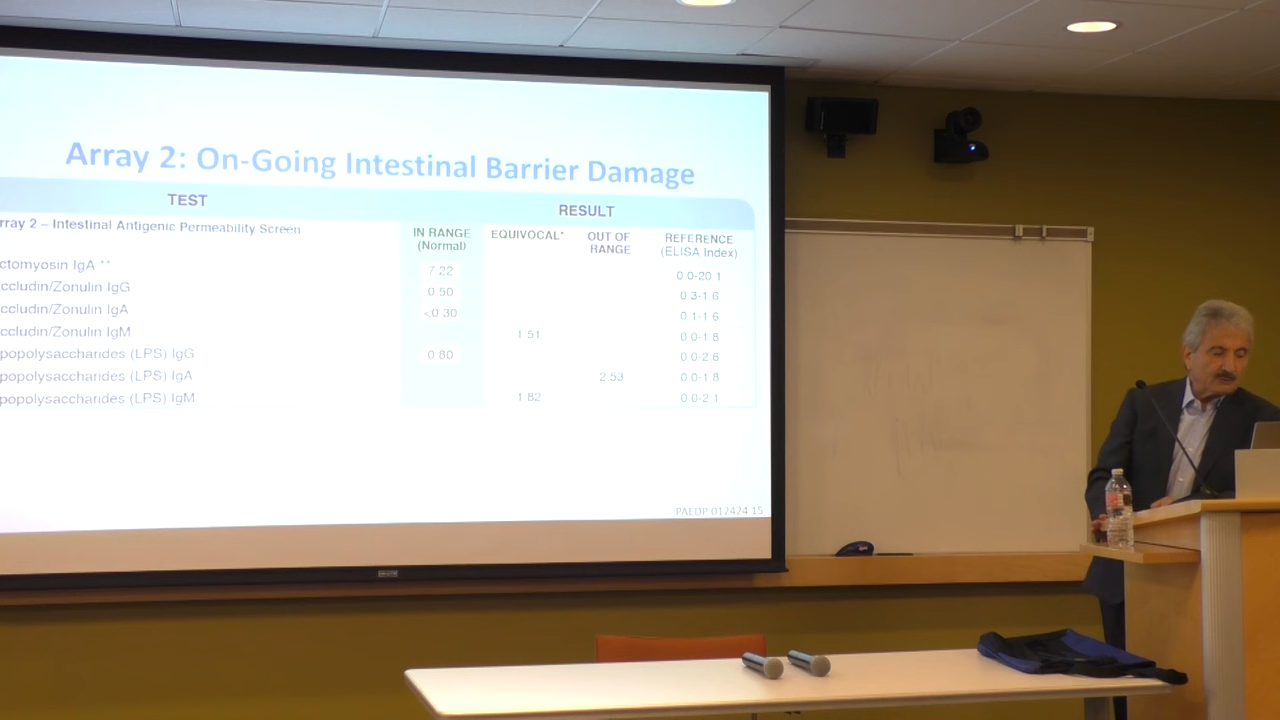 Array 2: On-Going Intestinal Barrier Damage
TEST RESULT
rray 2 – Intestinal Antigenic Permeability Screen IN RANGE (Normal) EQUIVOCAL* OUT OF RANGE REFERENCE (ELISA Index)
ctomyosin IgA ** 7.22 0.0-20.1
ccludin/Zonulin IgG 0.50 0.3-1.6
ccludin/Zonulin IgA <0.30 0.1-1.6
ccludin/Zonulin IgM 1.51 0.0-1.8
popolysaccharides (LPS) IgG 0.80 0.0-2.6
popolysaccharides (LPS) IgA 2.53 0.0-1.8
popolysaccharides (LPS) IgM 1.82 0.0-2.1
PAEDP 012424 15